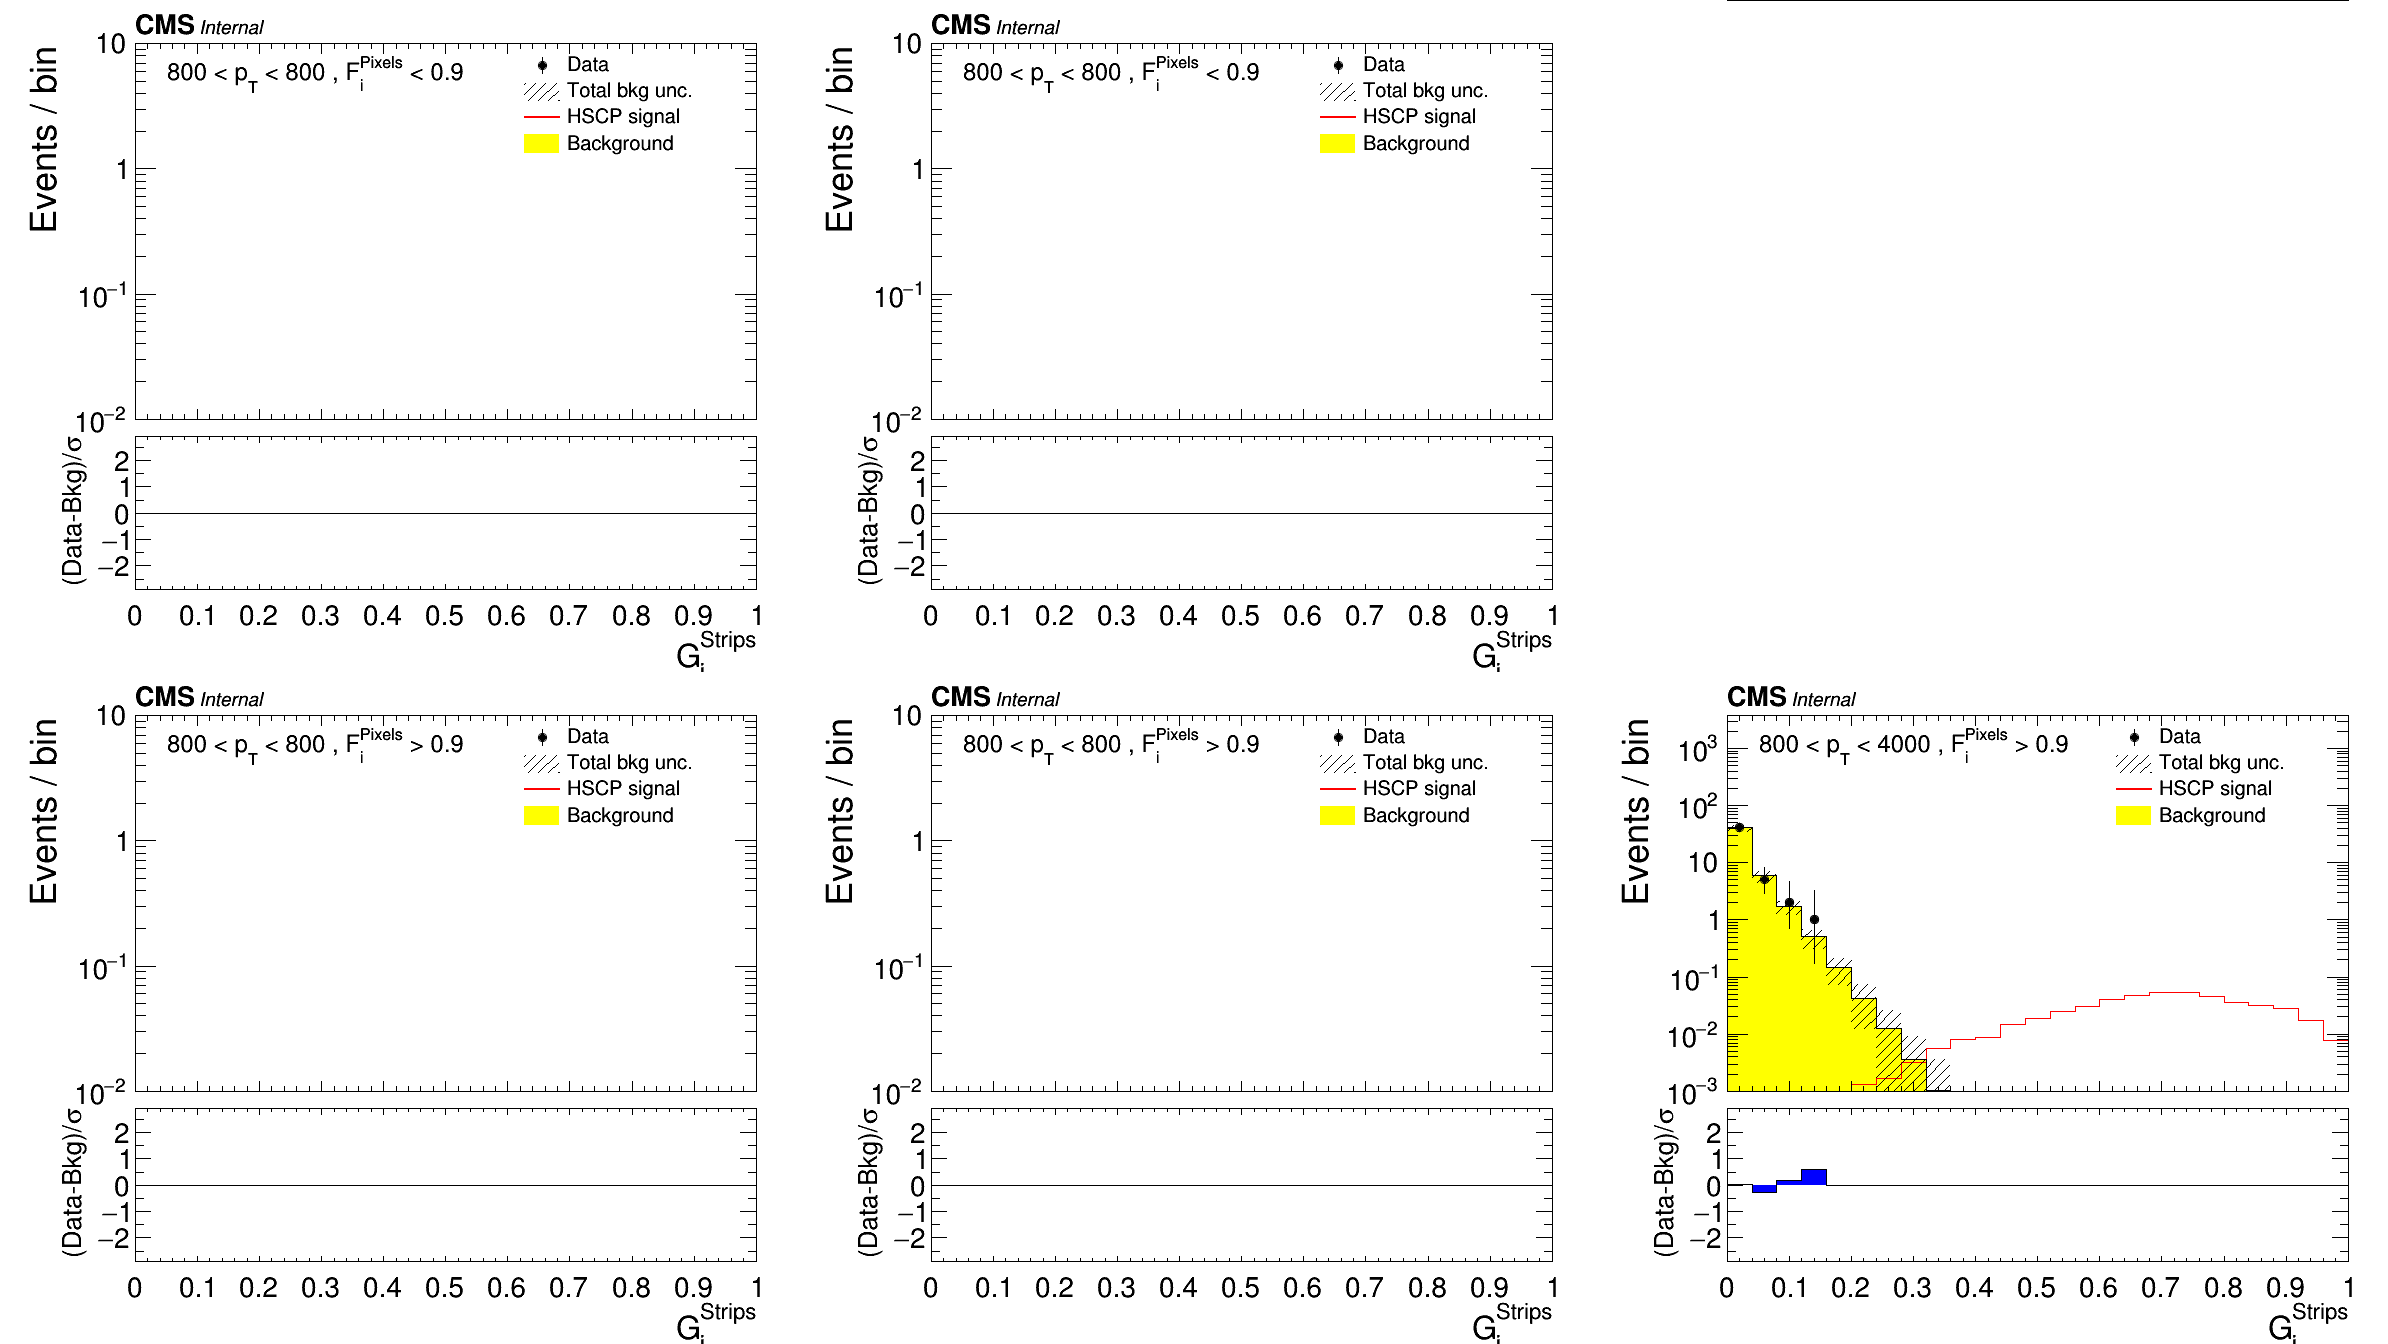 CMS Internal
Events / bin
800 < p_T < 800 , F_i^Pixels < 0.9
Data
Total bkg unc.
HSCP signal
Background
10
1
10^−1
10^−2
(Data-Bkg)/σ
2
1
0
−1
−2
0 0.1 0.2 0.3 0.4 0.5 0.6 0.7 0.8 0.9 1
G_i^Strips
CMS Internal
Events / bin
800 < p_T < 800 , F_i^Pixels < 0.9
Data
Total bkg unc.
HSCP signal
Background
10
1
10^−1
10^−2
(Data-Bkg)/σ
2
1
0
−1
−2
0 0.1 0.2 0.3 0.4 0.5 0.6 0.7 0.8 0.9 1
G_i^Strips
CMS Internal
Events / bin
800 < p_T < 800 , F_i^Pixels > 0.9
Data
Total bkg unc.
HSCP signal
Background
10
1
10^−1
10^−2
(Data-Bkg)/σ
2
1
0
−1
−2
0 0.1 0.2 0.3 0.4 0.5 0.6 0.7 0.8 0.9 1
G_i^Strips
CMS Internal
Events / bin
800 < p_T < 800 , F_i^Pixels > 0.9
Data
Total bkg unc.
HSCP signal
Background
10
1
10^−1
10^−2
(Data-Bkg)/σ
2
1
0
−1
−2
0 0.1 0.2 0.3 0.4 0.5 0.6 0.7 0.8 0.9 1
G_i^Strips
CMS Internal
Events / bin
800 < p_T < 4000 , F_i^Pixels > 0.9
Data
Total bkg unc.
HSCP signal
Background
10^3
10^2
10
1
10^−1
10^−2
10^−3
(Data-Bkg)/σ
2
1
0
−1
−2
0 0.1 0.2 0.3 0.4 0.5 0.6 0.7 0.8 0.9 1
G_i^Strips